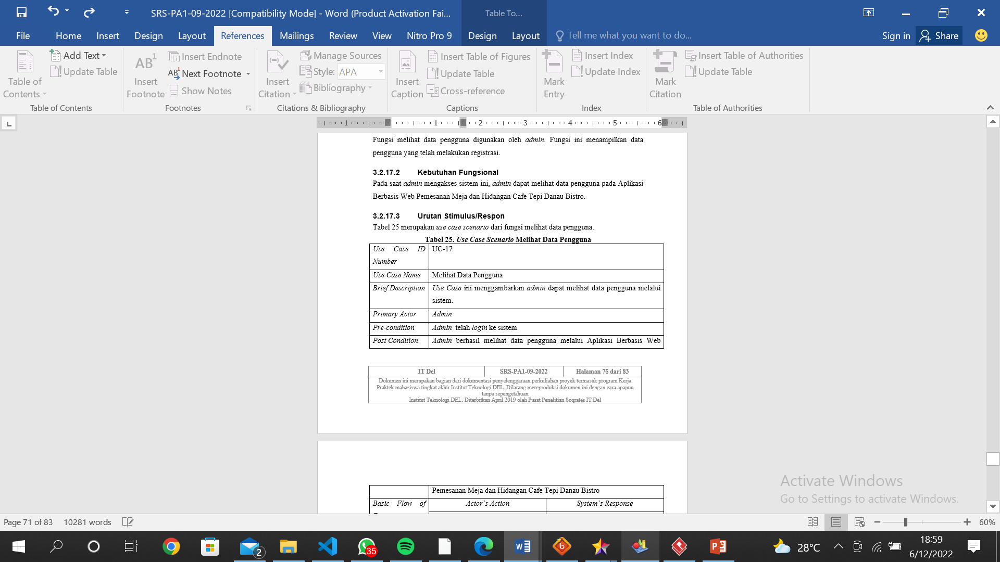 SRS-PA1-09-2022 [Compatibility Mode] - Word (Product Activation Fai...
Table To...
File Home Insert Design Layout References Mailings Review View Nitro Pro 9 Design Layout Tell me what you want to do... Sign in Share
Table of Contents
Add Text
Update Table
Table of Contents
AB1
Insert Footnote
Insert Endnote
AB1 Next Footnote
Show Notes
Footnotes
Insert Citation
Manage Sources
Style: APA
Bibliography
Citations & Bibliography
Insert Caption
Insert Table of Figures
Update Table
Cross-reference
Captions
Mark Entry
Insert Index
Update Index
Index
Mark Citation
Insert Table of Authorities
Update Table
Table of Authorities
L
1 1 2 3 4 5 6
Fungsi melihat data pengguna digunakan oleh admin. Fungsi ini menampilkan data
pengguna yang telah melakukan registrasi.
3.2.17.2 Kebutuhan Fungsional
Pada saat admin mengakses sistem ini, admin dapat melihat data pengguna pada Aplikasi
Berbasis Web Pemesanan Meja dan Hidangan Cafe Tepi Danau Bistro.
3.2.17.3 Urutan Stimulus/Respon
Tabel 25 merupakan use case scenario dari fungsi melihat data pengguna.
Tabel 25. Use Case Scenario Melihat Data Pengguna
Use Case ID Number UC-17
Use Case Name Melihat Data Pengguna
Brief Description Use Case ini menggambarkan admin dapat melihat data pengguna melalui
sistem.
Primary Actor Admin
Pre-condition Admin telah login ke sistem
Post Condition Admin berhasil melihat data pengguna melalui Aplikasi Berbasis Web
IT Del SRS-PA1-09-2022 Halaman 75 dari 83
Dokumen ini merupakan bagian dari dokumentasi penyelenggaraan perkuliahan proyek termasuk program Kerja
Praktek mahasiswa tingkat akhir Institut Teknologi DEL. Dilarang mereproduksi dokumen ini dengan cara apapun
tanpa sepengetahuan
Institut Teknologi DEL. Diterbitkan April 2019 oleh Pusat Penelitian Soqrates IT Del
Pemesanan Meja dan Hidangan Cafe Tepi Danau Bistro
Basic Flow of Actor's Action System's Response
Activate Windows
Go to Settings to activate Windows.
Page 71 of 83 10281 words 60%
2
35
28°C
18:59
6/12/2022